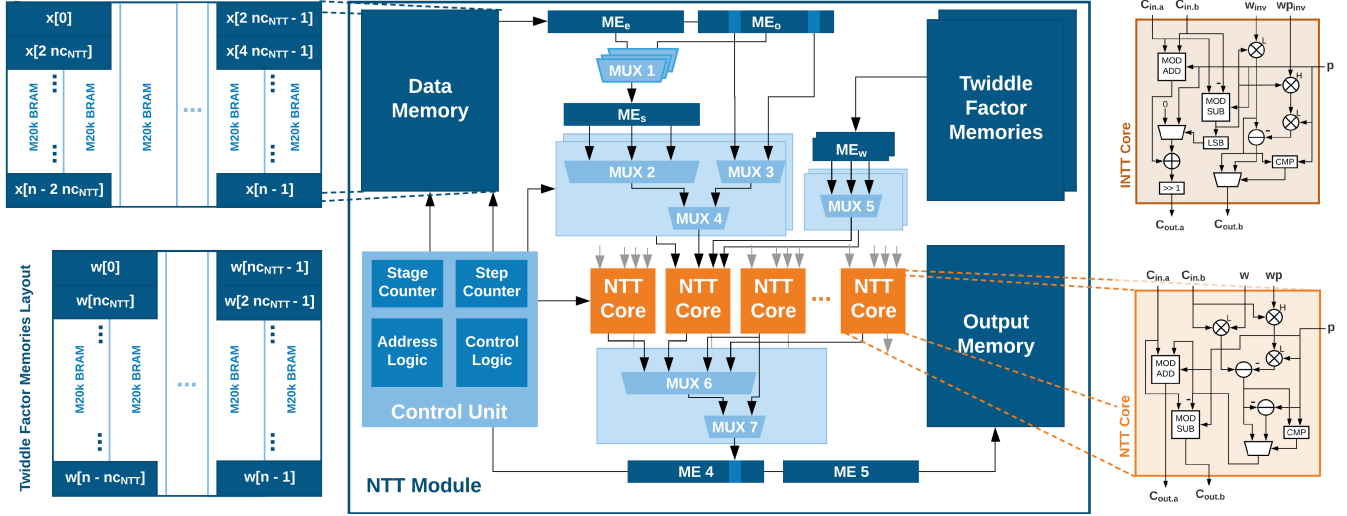 x[0]
x[2 nc_NTT - 1]
x[2 nc_NTT]
x[4 nc_NTT - 1]
M20k BRAM
M20k BRAM
M20k BRAM
...
M20k BRAM
M20k BRAM
x[n - 2 nc_NTT]
x[n - 1]
Twiddle Factor Memories Layout
w[0]
w[nc_NTT - 1]
w[nc_NTT]
w[2 nc_NTT - 1]
M20k BRAM
M20k BRAM
...
M20k BRAM
M20k BRAM
w[n - nc_NTT]
w[n - 1]
Data
Memory
ME_e
ME_o
MUX 1
ME_s
MUX 2
MUX 3
MUX 4
Twiddle
Factor
Memories
ME_w
MUX 5
Stage
Counter
Step
Counter
Address
Logic
Control
Logic
Control Unit
NTT
Core
NTT
Core
NTT
Core
...
NTT
Core
MUX 6
MUX 7
ME 4
ME 5
Output
Memory
NTT Module
C_in.a
C_in.b
w_inv
wp_inv
MOD
ADD
L
H
p
-
MOD
SUB
L
0
LSB
-
CMP
>> 1
C_out.a
C_out.b
INTT Core
C_in.a
C_in.b
w
wp
L
H
p
L
MOD
ADD
-
-
MOD
SUB
-
CMP
C_out.a
C_out.b
NTT Core